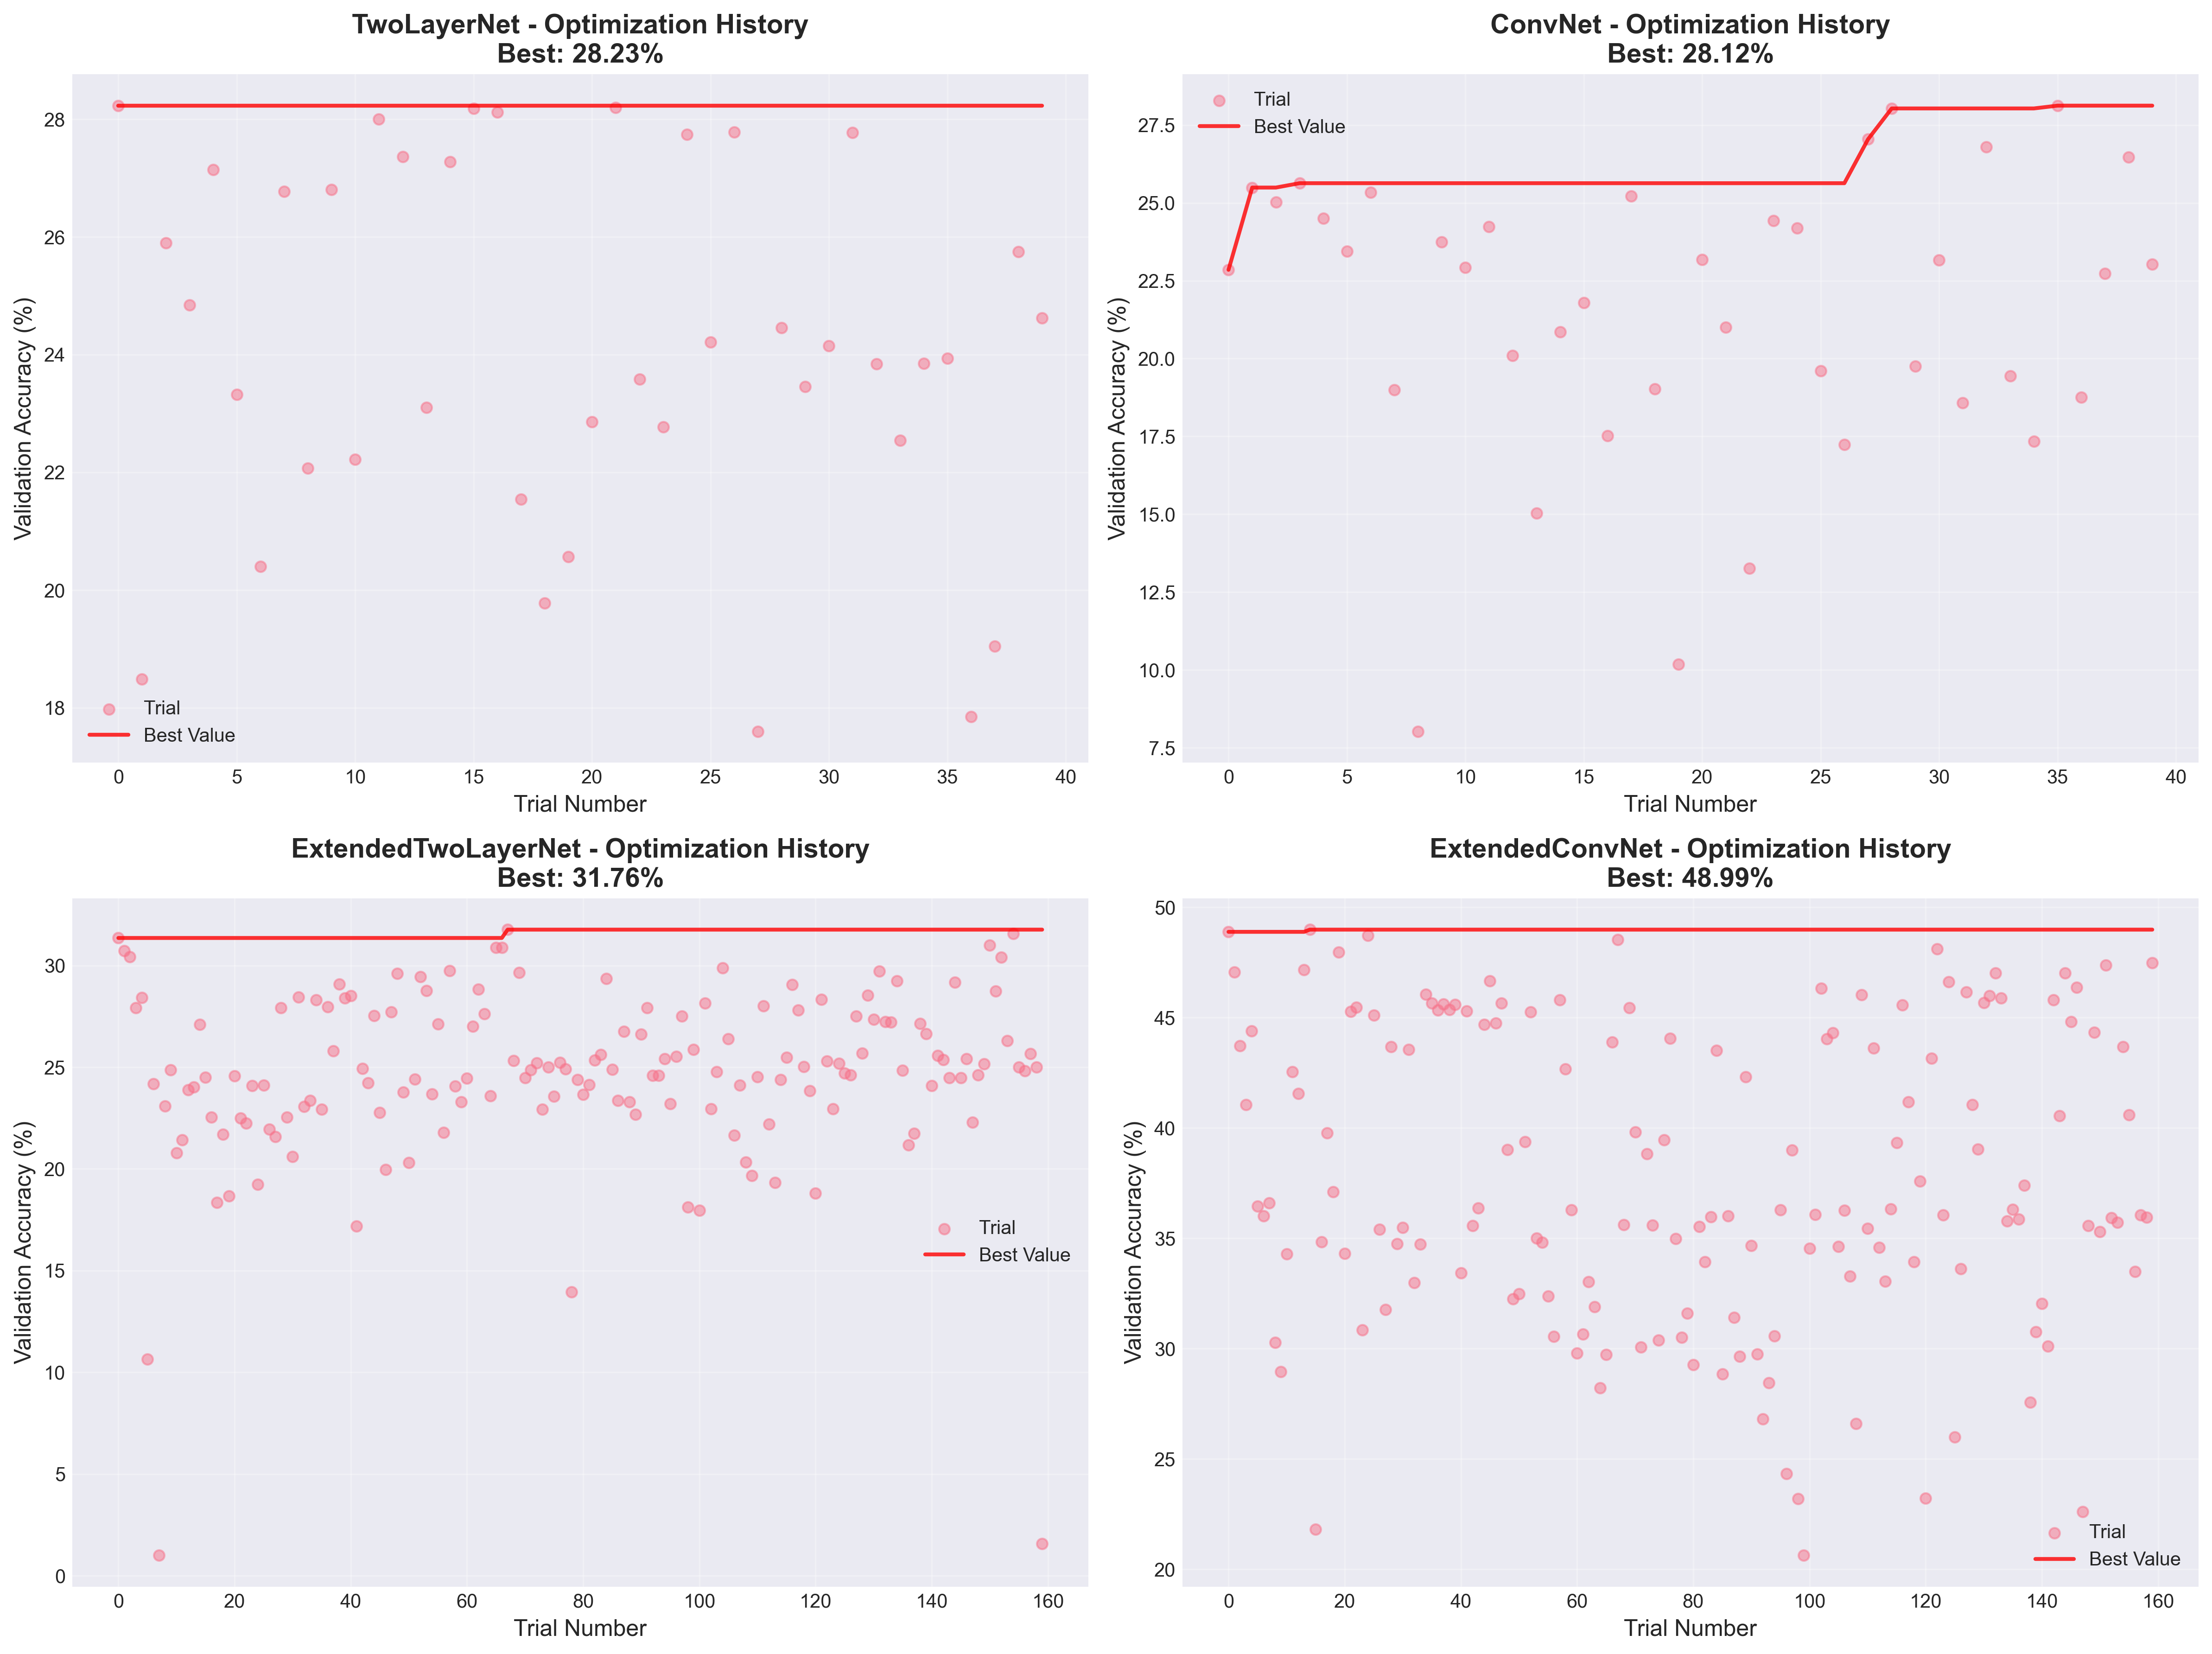 TwoLayerNet - Optimization History
Best: 28.23%
Validation Accuracy (%)
28
26
24
22
20
18
Trial
Best Value
0 5 10 15 20 25 30 35 40
Trial Number
ConvNet - Optimization History
Best: 28.12%
Validation Accuracy (%)
Trial
Best Value
27.5
25.0
22.5
20.0
17.5
15.0
12.5
10.0
7.5
0 5 10 15 20 25 30 35 40
Trial Number
ExtendedTwoLayerNet - Optimization History
Best: 31.76%
Validation Accuracy (%)
30
25
20
15
10
5
0
Trial
Best Value
0 20 40 60 80 100 120 140 160
Trial Number
ExtendedConvNet - Optimization History
Best: 48.99%
Validation Accuracy (%)
50
45
40
35
30
25
20
Trial
Best Value
0 20 40 60 80 100 120 140 160
Trial Number